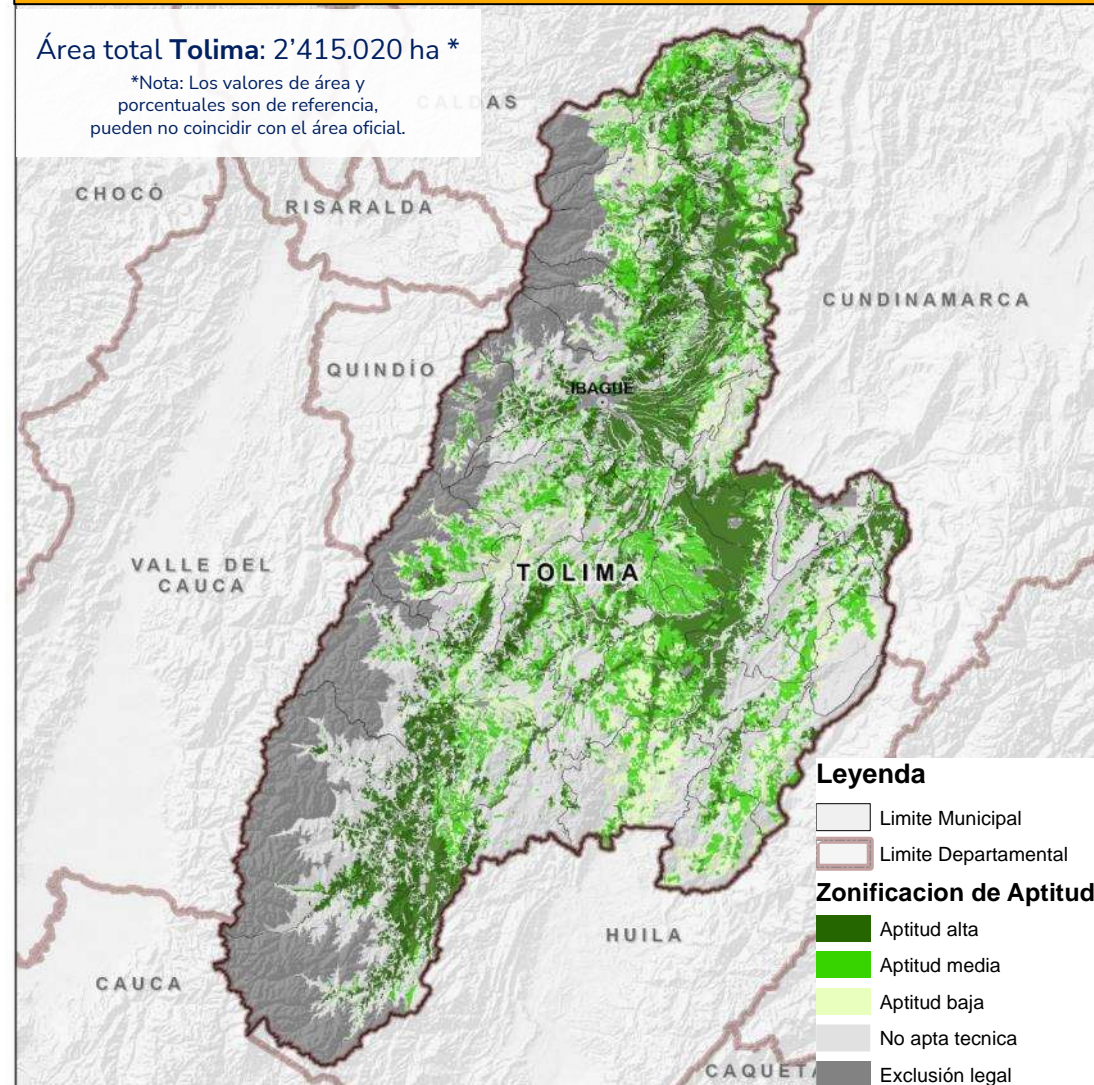 Área total Tolima: 2’415.020 ha *
*Nota: Los valores de área y
porcentuales son de referencia,
pueden no coincidir con el área oficial.
CALDAS
CHOCÓ
RISARALDA
CUNDINAMARCA
QUINDÍO
IBAGUE
VALLE DEL
CAUCA
TOLIMA
HUILA
CAUCA
CAQUETA
Leyenda
Limite Municipal
Limite Departamental
Zonificacion de Aptitud
Aptitud alta
Aptitud media
Aptitud baja
No apta tecnica
Exclusión legal